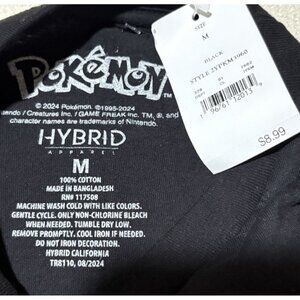 POKéMON
© 2024 Pokémon. ©1995-2024
Creatures Inc. / GAME FREAK inc. TM, ®, and
character names are trademarks of Nintendo.
HYBRID
APPAREL
M
100% COTTON
MADE IN BANGLADESH
RN# 117508
MACHINE WASH COLD WITH LIKE COLORS.
GENTLE CYCLE. ONLY NON-CHLORINE BLEACH
WHEN NEEDED. TUMBLE DRY LOW.
REMOVE PROMPTLY. COOL IRON IF NEEDED.
DO NOT IRON DECORATION.
HYBRID CALIFORNIA
TR8110, 08/2024
SIZE
M
BLACK
$8.99